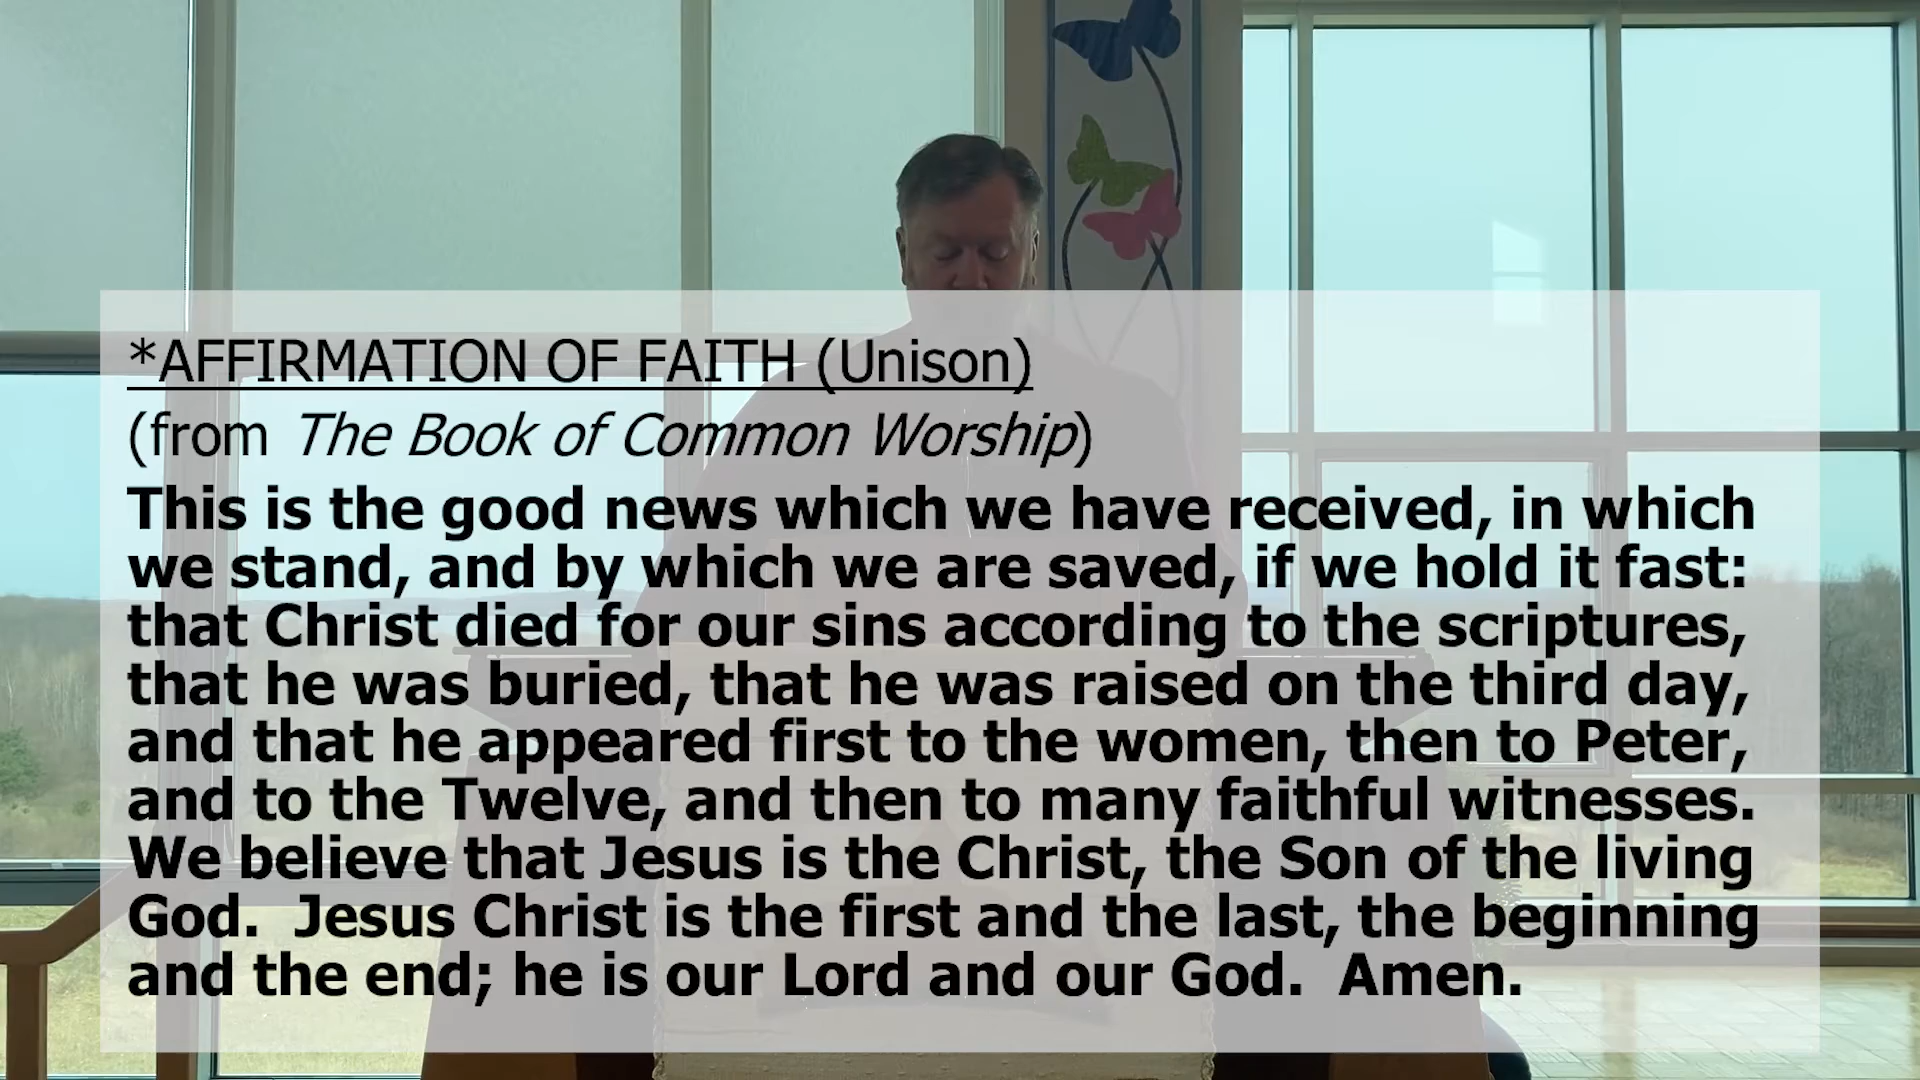 *AFFIRMATION OF FAITH (Unison)
(from The Book of Common Worship)
This is the good news which we have received, in which
we stand, and by which we are saved, if we hold it fast:
that Christ died for our sins according to the scriptures,
that he was buried, that he was raised on the third day,
and that he appeared first to the women, then to Peter,
and to the Twelve, and then to many faithful witnesses.
We believe that Jesus is the Christ, the Son of the living
God.  Jesus Christ is the first and the last, the beginning
and the end; he is our Lord and our God.  Amen.